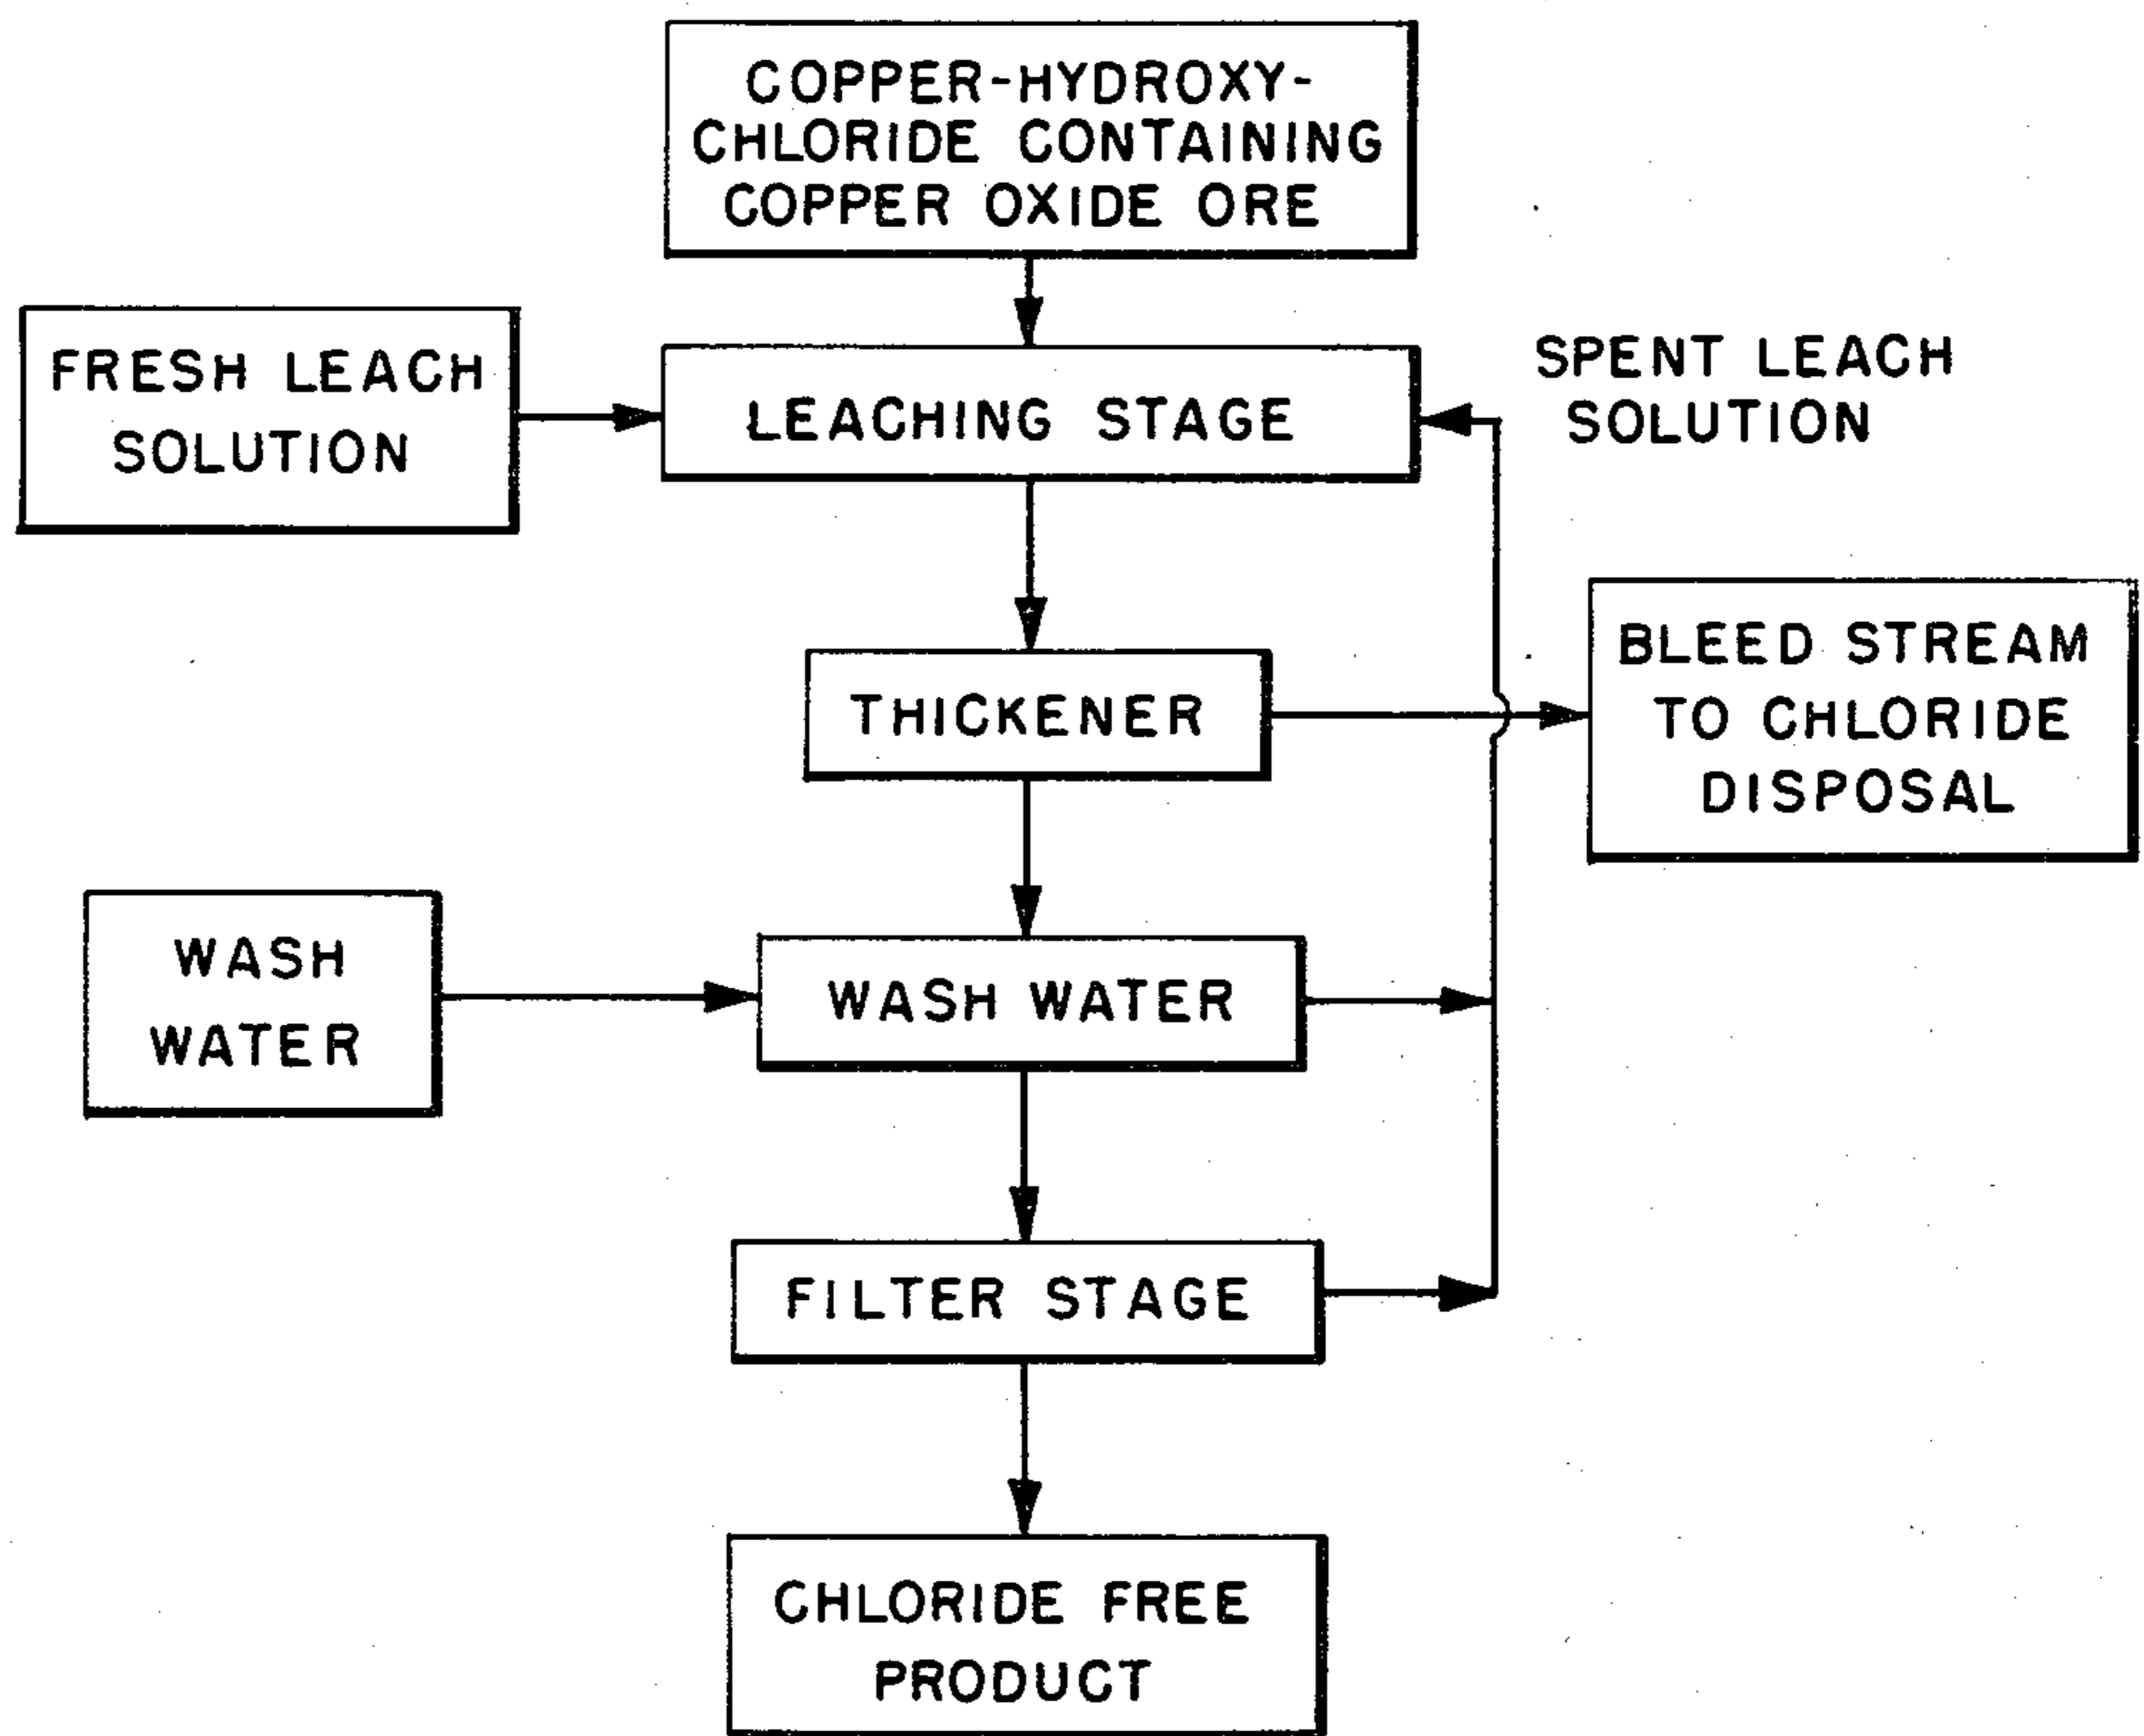 COPPER-HYDROXY-
CHLORIDE CONTAINING
COPPER OXIDE ORE
FRESH LEACH
SOLUTION
LEACHING STAGE
SPENT LEACH
SOLUTION
THICKENER
BLEED STREAM
TO CHLORIDE
DISPOSAL
WASH
WATER
WASH WATER
FILTER STAGE
CHLORIDE FREE
PRODUCT